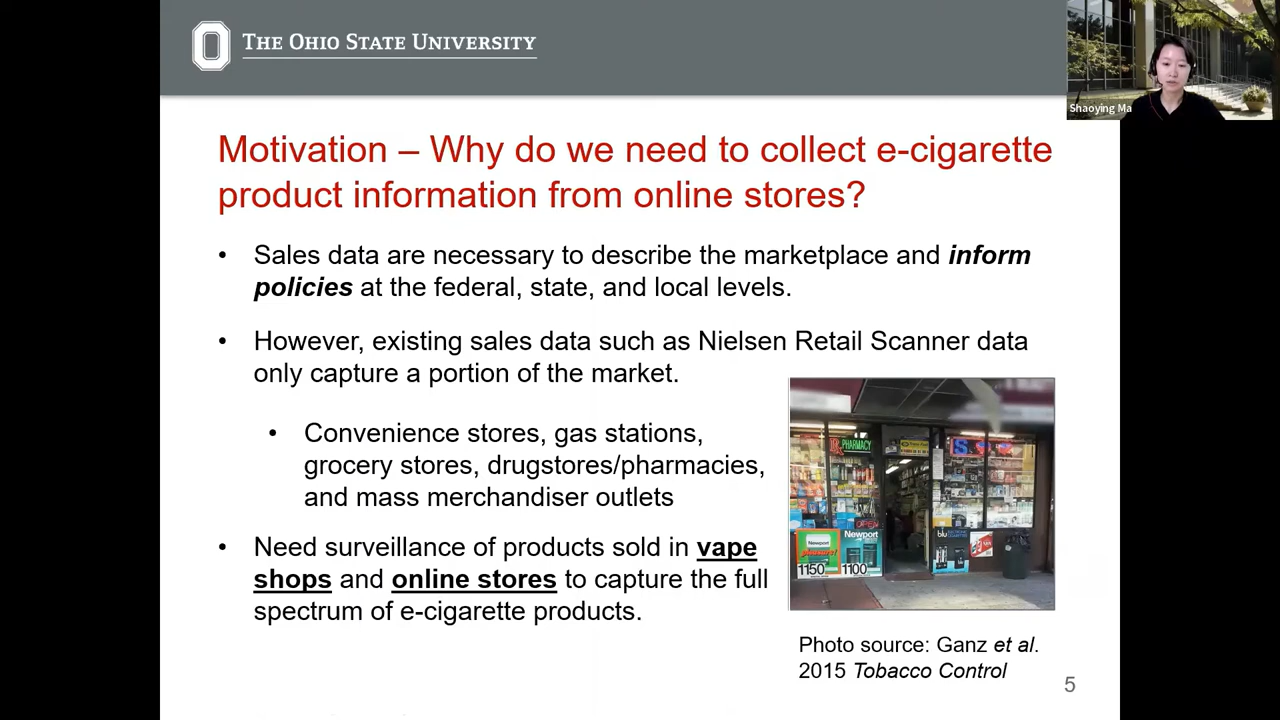 THE OHIO STATE UNIVERSITY
Shaoying Ma
Motivation – Why do we need to collect e-cigarette
product information from online stores?
• Sales data are necessary to describe the marketplace and inform
policies at the federal, state, and local levels.
• However, existing sales data such as Nielsen Retail Scanner data
only capture a portion of the market.
• Convenience stores, gas stations,
grocery stores, drugstores/pharmacies,
and mass merchandiser outlets
• Need surveillance of products sold in vape
shops and online stores to capture the full
spectrum of e-cigarette products.
PHARMACY
OPEN
Newport
pleasure!
1150
Newport
1100
blu
Photo source: Ganz et al.
2015 Tobacco Control
5